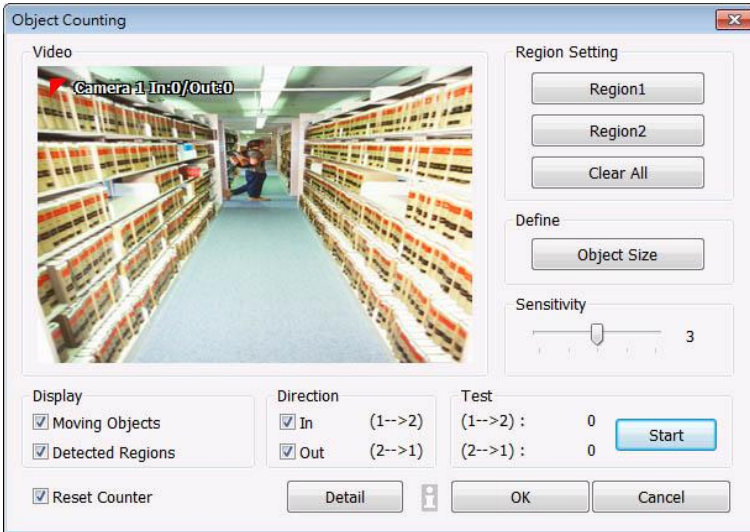 Object Counting
Video
Camera 1 In:0/Out:0
Region Setting
Region1
Region2
Clear All
Define
Object Size
Sensitivity
3
Display
Moving Objects
Detected Regions
Direction
In (1-->2)
Out (2-->1)
Test
(1-->2) : 0
(2-->1) : 0
Start
Reset Counter
Detail
OK
Cancel